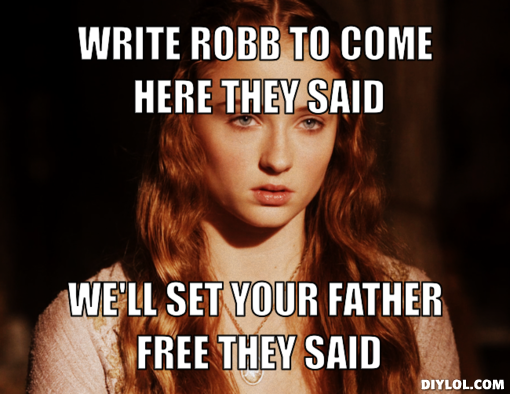 WRITE ROBB TO COME
HERE THEY SAID
WE'LL SET YOUR FATHER
FREE THEY SAID
DIYLOL.COM